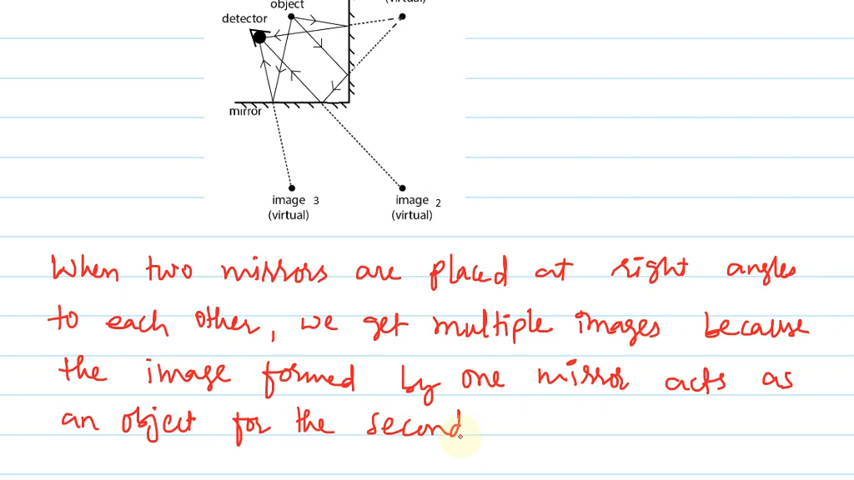 object
(virtual)
detector
mirror
image 3
(virtual)
image 2
(virtual)
When two mirrors are placed at right angles
to each other, we get multiple images because
the image formed by one mirror acts as
an object for the second